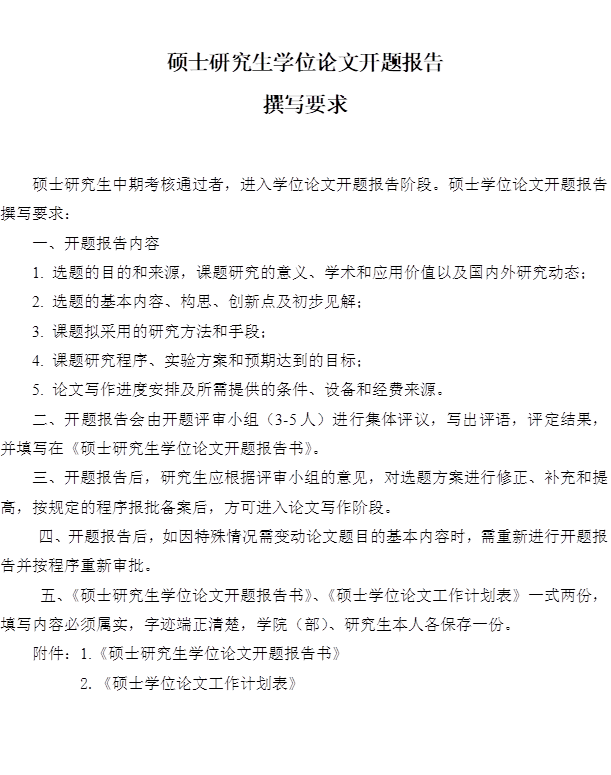 硕士研究生学位论文开题报告
撰写要求
硕士研究生中期考核通过者，进入学位论文开题报告阶段。硕士学位论文开题报告
撰写要求：
一、开题报告内容
1. 选题的目的和来源，课题研究的意义、学术和应用价值以及国内外研究动态；
2. 选题的基本内容、构思、创新点及初步见解；
3. 课题拟采用的研究方法和手段；
4. 课题研究程序、实验方案和预期达到的目标；
5. 论文写作进度安排及所需提供的条件、设备和经费来源。
二、开题报告会由开题评审小组（3-5人）进行集体评议，写出评语，评定结果，
并填写在《硕士研究生学位论文开题报告书》。
三、开题报告后，研究生应根据评审小组的意见，对选题方案进行修正、补充和提
高，按规定的程序报批备案后，方可进入论文写作阶段。
四、开题报告后，如因特殊情况需变动论文题目的基本内容时，需重新进行开题报
告并按程序重新审批。
五、《硕士研究生学位论文开题报告书》、《硕士学位论文工作计划表》一式两份，
填写内容必须属实，字迹端正清楚，学院（部）、研究生本人各保存一份。
附件：1.《硕士研究生学位论文开题报告书》
2. 《硕士学位论文工作计划表》